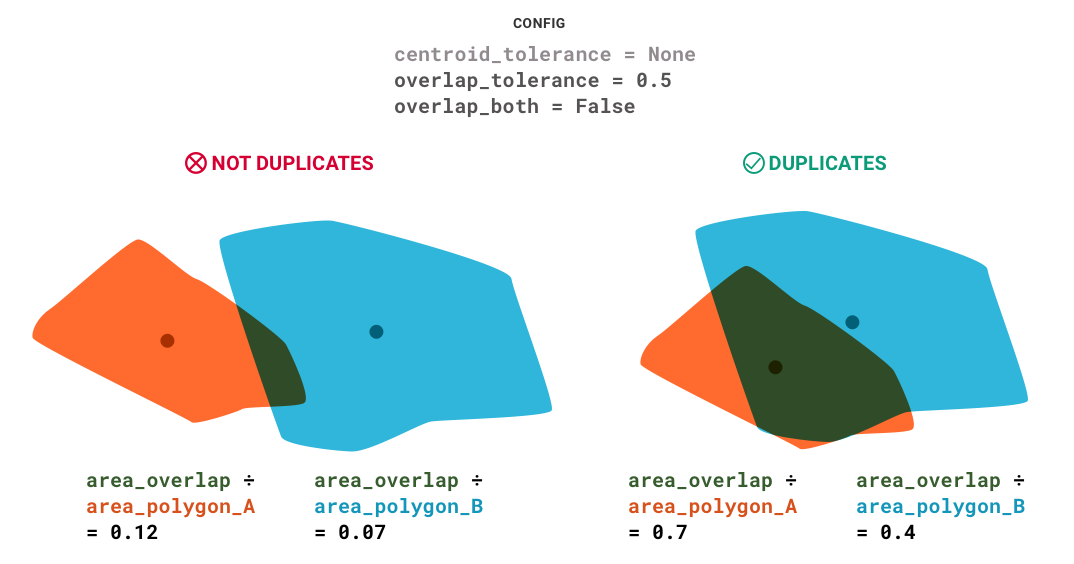 CONFIG
centroid_tolerance = None
overlap_tolerance = 0.5
overlap_both = False
NOT DUPLICATES
DUPLICATES
area_overlap ÷
area_polygon_A
= 0.12
area_overlap ÷
area_polygon_B
= 0.07
area_overlap ÷
area_polygon_A
= 0.7
area_overlap ÷
area_polygon_B
= 0.4